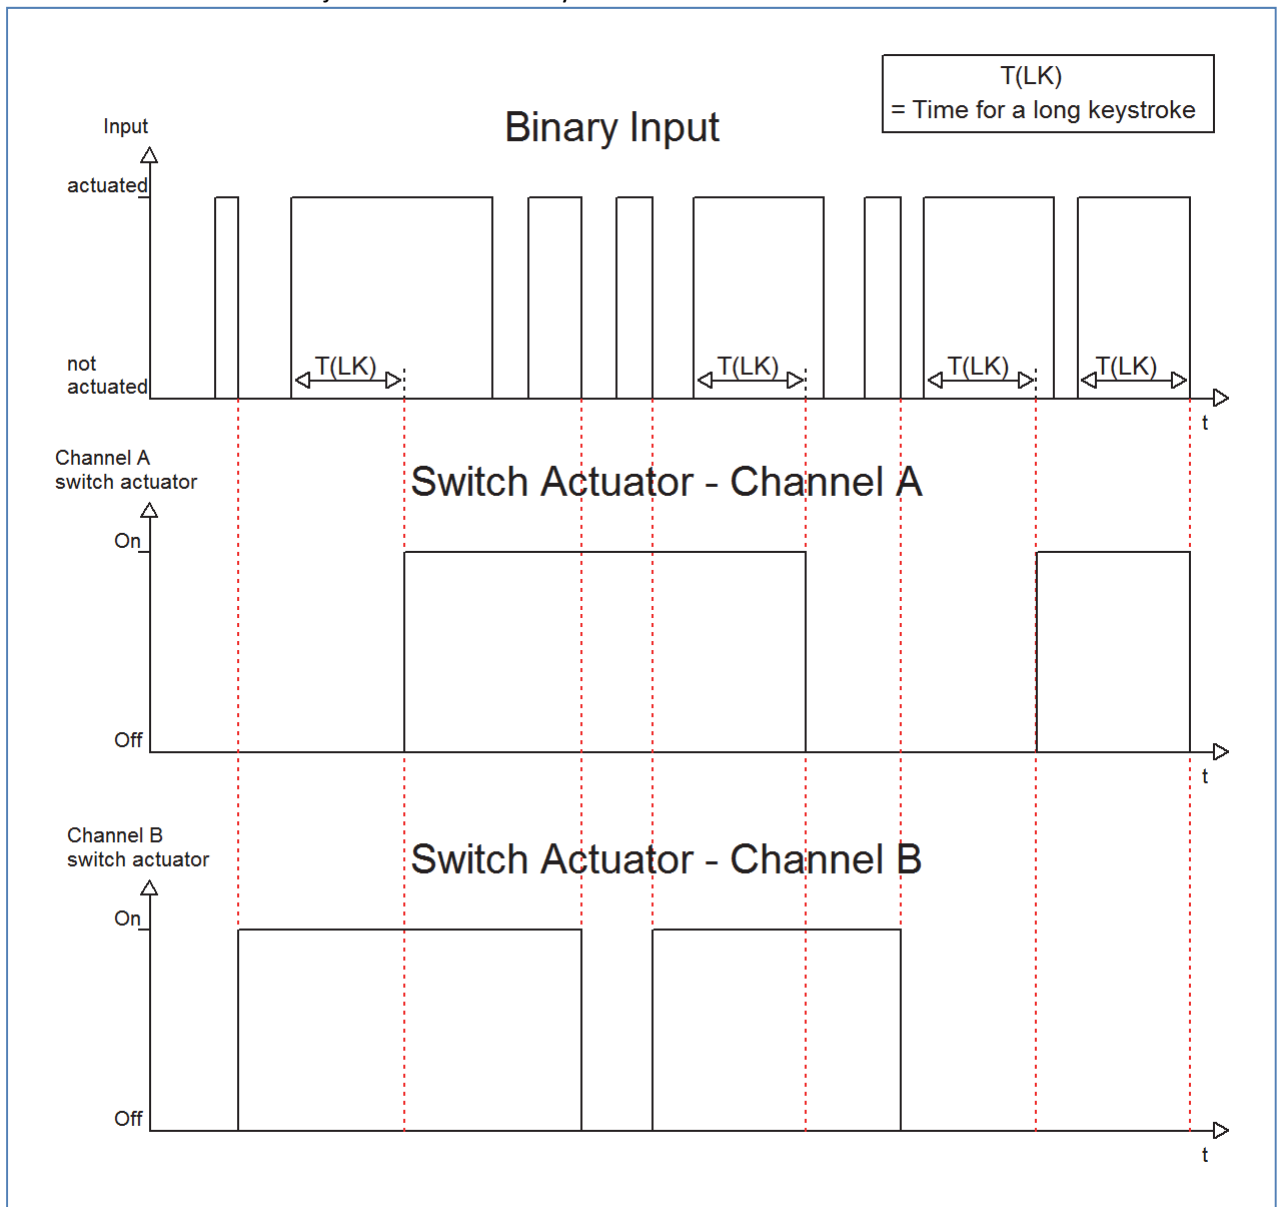 T(LK)
= Time for a long keystroke
Binary Input
Input
actuated
not
actuated
T(LK)
T(LK)
T(LK)
T(LK)
t
Channel A
switch actuator
Switch Actuator - Channel A
On
Off
t
Channel B
switch actuator
Switch Actuator - Channel B
On
Off
t